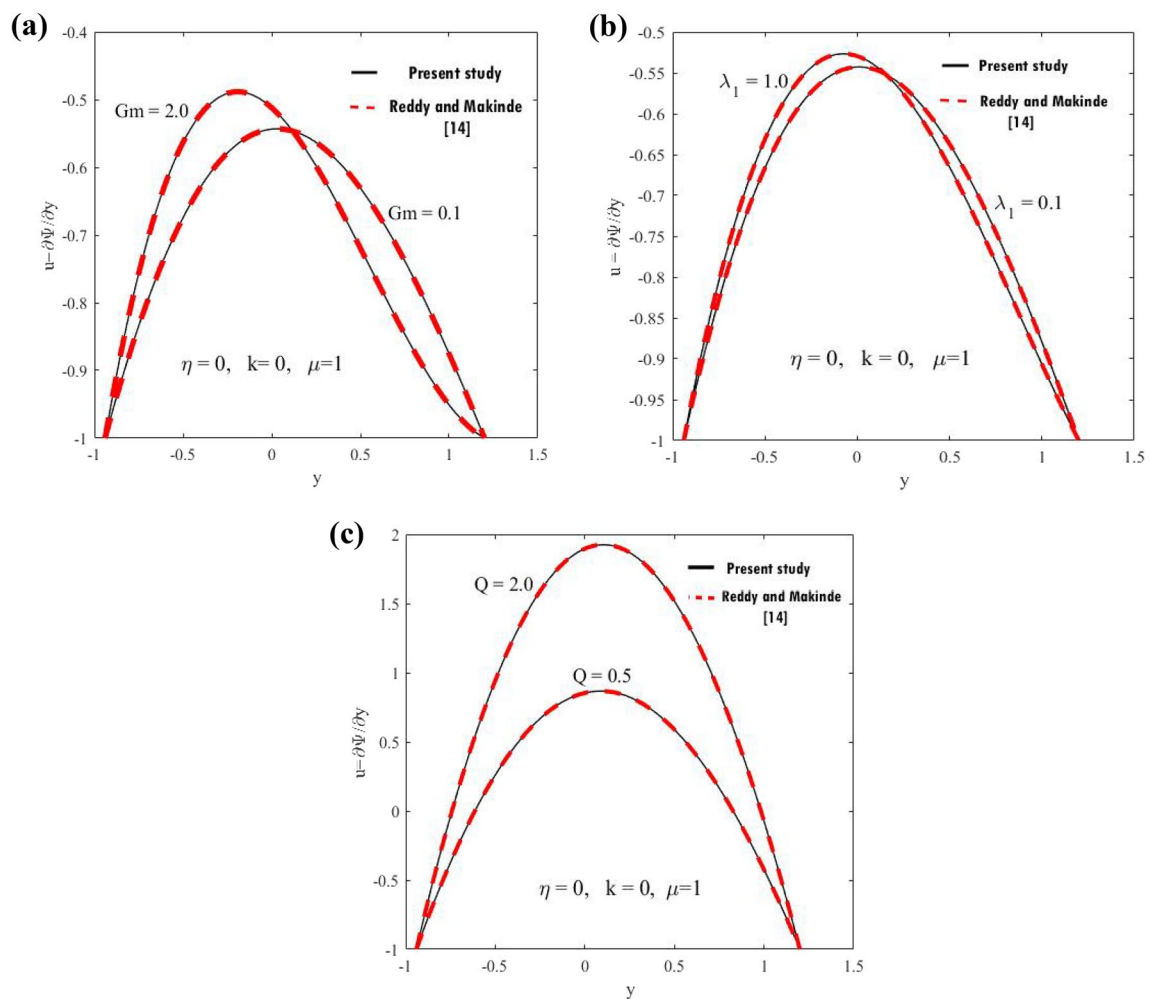 (a)
-0.4
-0.5
-0.6
-0.7
-0.8
-0.9
-1
-1
-0.5
0
0.5
1
1.5
y
u–∂Ψ/∂y
Gm = 2.0
Gm = 0.1
Present study
Reddy and Makinde
[14]
η = 0, k= 0, μ=1
(b)
-0.5
-0.55
-0.6
-0.65
-0.7
-0.75
-0.8
-0.85
-0.9
-0.95
-1
-1
-0.5
0
0.5
1
1.5
y
u = ∂Ψ/∂y
λ1 = 1.0
λ1 = 0.1
Present study
Reddy and Makinde
[14]
η = 0, k = 0, μ=1
(c)
2
1.5
1
0.5
0
-0.5
-1
-1
-0.5
0
0.5
1
1.5
y
u–∂Ψ/∂y
Q = 2.0
Q = 0.5
Present study
Reddy and Makinde
[14]
η = 0, k = 0, μ=1